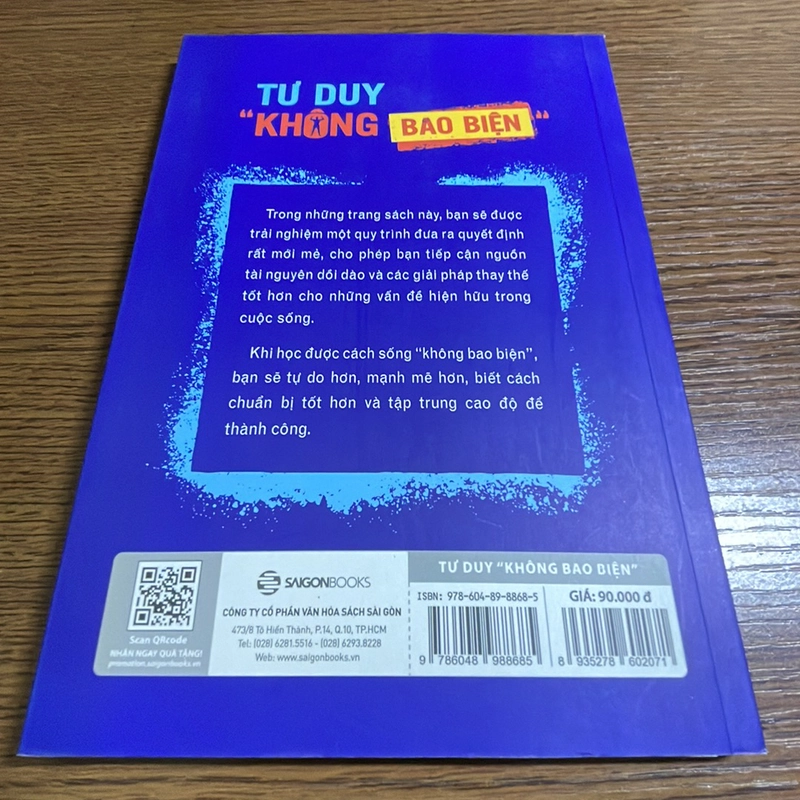 TƯ DUY
“KHÔNG BAO BIỆN”
Trong những trang sách này, bạn sẽ được
trải nghiệm một quy trình đưa ra quyết định
rất mới mẻ, cho phép bạn tiếp cận nguồn
tài nguyên dồi dào và các giải pháp thay thế
tốt hơn cho những vấn đề hiện hữu trong
cuộc sống.
Khi học được cách sống “không bao biện”,
bạn sẽ tự do hơn, mạnh mẽ hơn, biết cách
chuẩn bị tốt hơn và tập trung cao độ để
thành công.
Scan QRcode
NHẬN NGAY QUÀ TẶNG!
promotion.saigonbooks.vn
SAIGONBOOKS
CÔNG TY CỔ PHẦN VĂN HÓA SÁCH SÀI GÒN
473/8 Tô Hiến Thành, P.14, Q.10, TP.HCM
Tel: (028) 6281.5516 - (028) 6293.8228
Web: www.saigonbooks.vn
TƯ DUY “KHÔNG BAO BIỆN”
ISBN: 978-604-89-8868-5
9 786048 988685
GIÁ: 90.000 đ
8 935278 602071